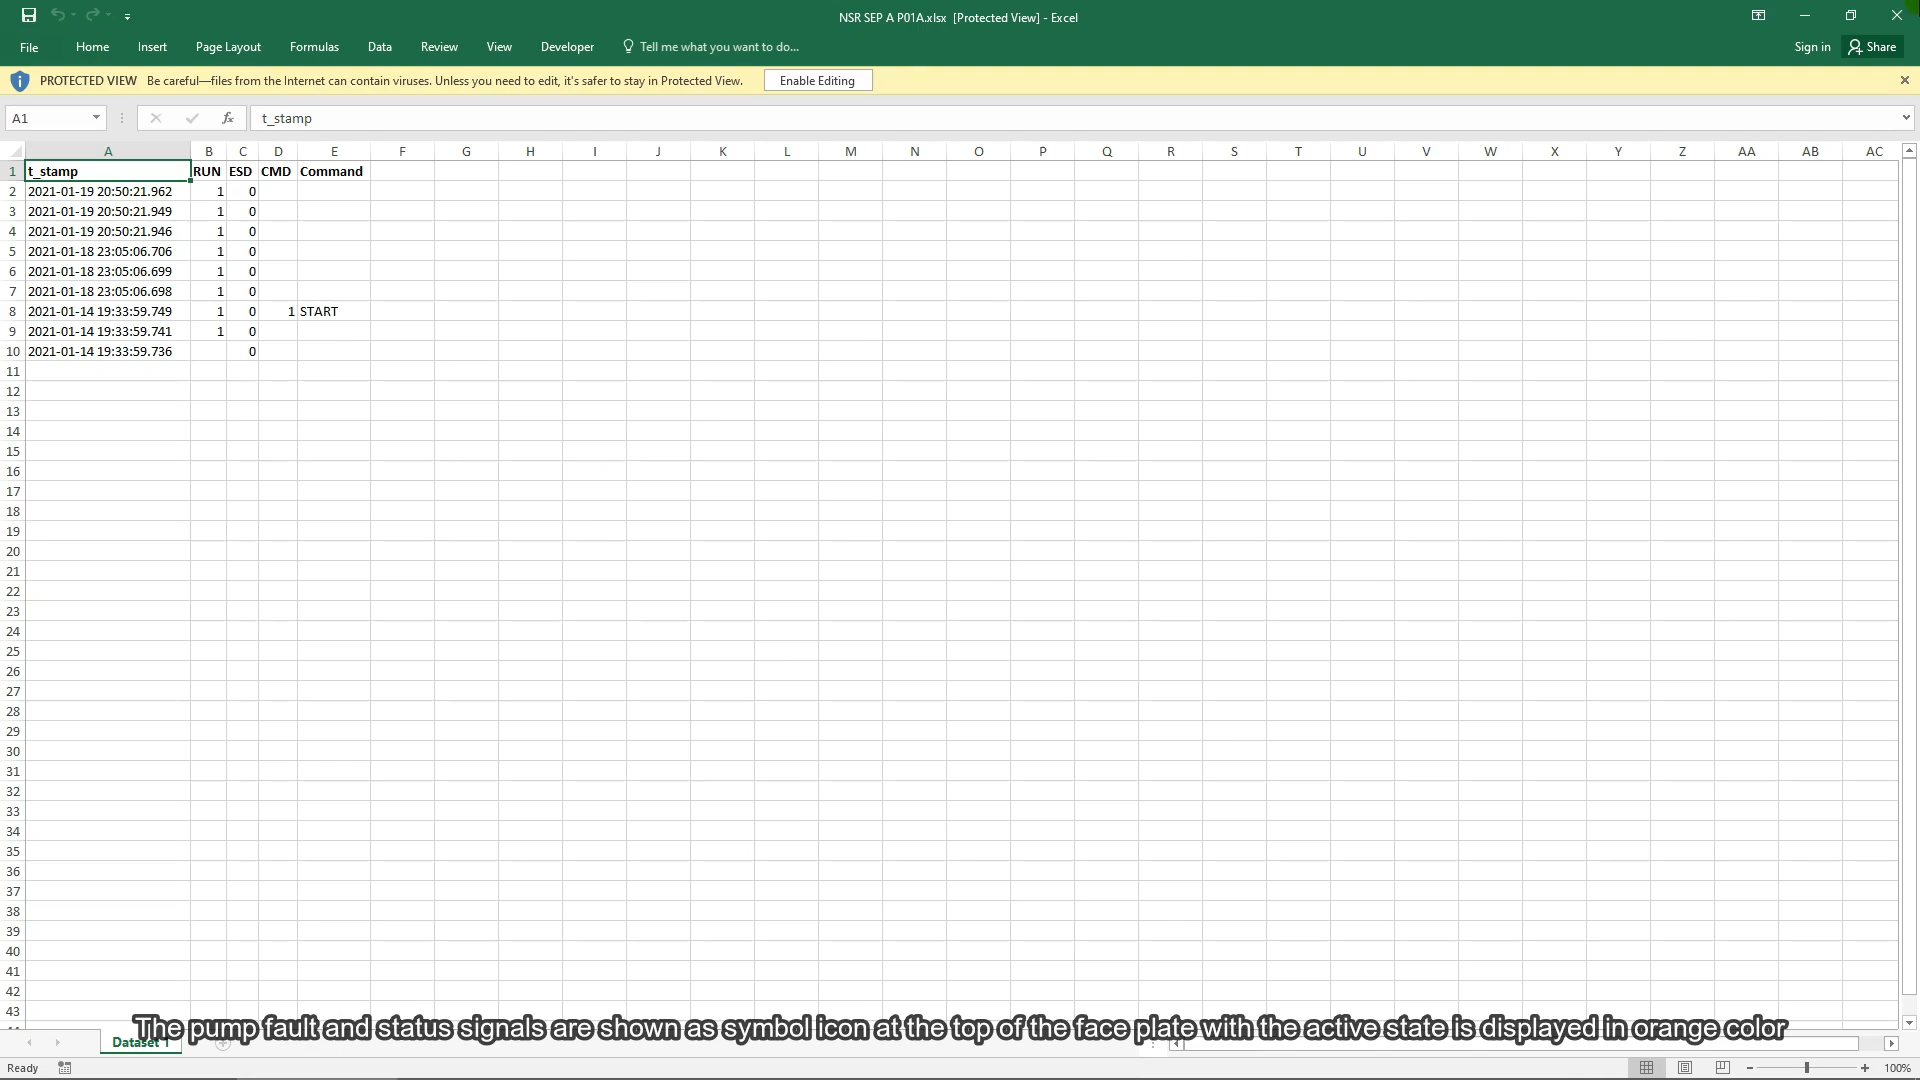 NSR SEP A P01A.xlsx [Protected View] - Excel
File Home Insert Page Layout Formulas Data Review View Developer Tell me what you want to do... Sign in Share
PROTECTED VIEW Be careful—files from the Internet can contain viruses. Unless you need to edit, it's safer to stay in Protected View. Enable Editing
A1 fx t_stamp
A B C D E F G H I J K L M N O P Q R S T U V W X Y Z AA AB AC
1 t_stamp RUN ESD CMD Command
2 2021-01-19 20:50:21.962 1 0
3 2021-01-19 20:50:21.949 1 0
4 2021-01-19 20:50:21.946 1 0
5 2021-01-18 23:05:06.706 1 0
6 2021-01-18 23:05:06.699 1 0
7 2021-01-18 23:05:06.698 1 0
8 2021-01-14 19:33:59.749 1 0 1 START
9 2021-01-14 19:33:59.741 1 0
10 2021-01-14 19:33:59.736 0
11
12
13
14
15
16
17
18
19
20
21
22
23
24
25
26
27
28
29
30
31
32
33
34
35
36
37
38
39
40
41
42
43
The pump fault and status signals are shown as symbol icon at the top of the face plate with the active state is displayed in orange color
Dataset 1
Ready 100%